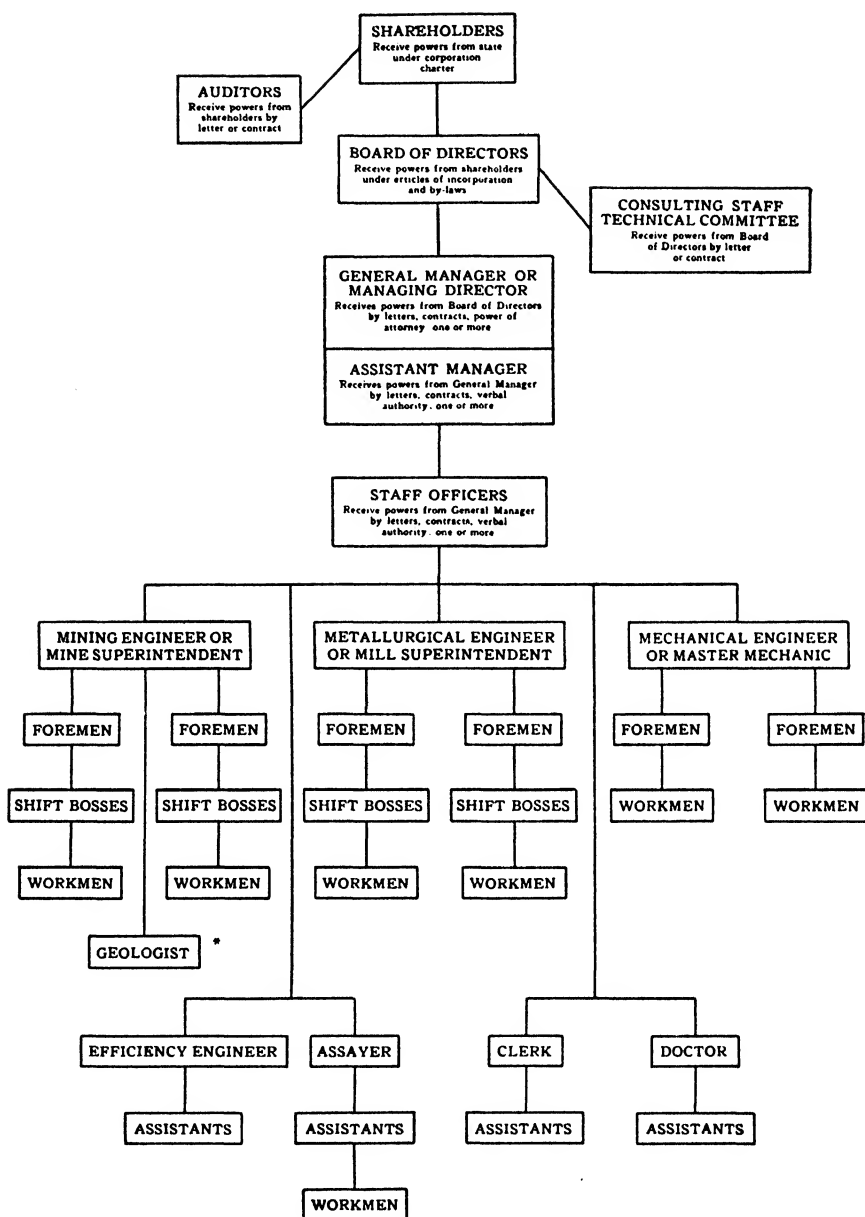 SHAREHOLDERS
Receive powers from state
under corporation
charter
AUDITORS
Receive powers from
shareholders by
letter or contract
BOARD OF DIRECTORS
Receive powers from shareholders
under erticles of incorporation
and by-laws
CONSULTING STAFF
TECHNICAL COMMITTEE
Receive powers from Board
of Directors by letter
or contract
GENERAL MANAGER OR
MANAGING DIRECTOR
Receives powers from Board of Directors
by letters, contracts, power of
attorney one or more
ASSISTANT MANAGER
Receives powers from General Manager
by letters, contracts, verbal
authority, one or more
STAFF OFFICERS
Receive powers from General Manager
by letters, contracts, verbal
authority, one or more
MINING ENGINEER OR
MINE SUPERINTENDENT
METALLURGICAL ENGINEER
OR MILL SUPERINTENDENT
MECHANICAL ENGINEER
OR MASTER MECHANIC
FOREMEN FOREMEN FOREMEN FOREMEN FOREMEN FOREMEN
SHIFT BOSSES SHIFT BOSSES SHIFT BOSSES SHIFT BOSSES WORKMEN WORKMEN
WORKMEN WORKMEN WORKMEN WORKMEN
GEOLOGIST *
EFFICIENCY ENGINEER ASSAYER CLERK DOCTOR
ASSISTANTS ASSISTANTS ASSISTANTS ASSISTANTS
WORKMEN